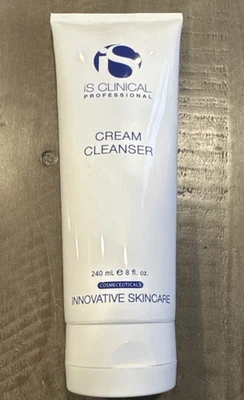 iS
iS CLINICAL
PROFESSIONAL
CREAM
CLEANSER
240 mL ℮ 8 fl. oz.
COSMECEUTICALS
INNOVATIVE SKINCARE